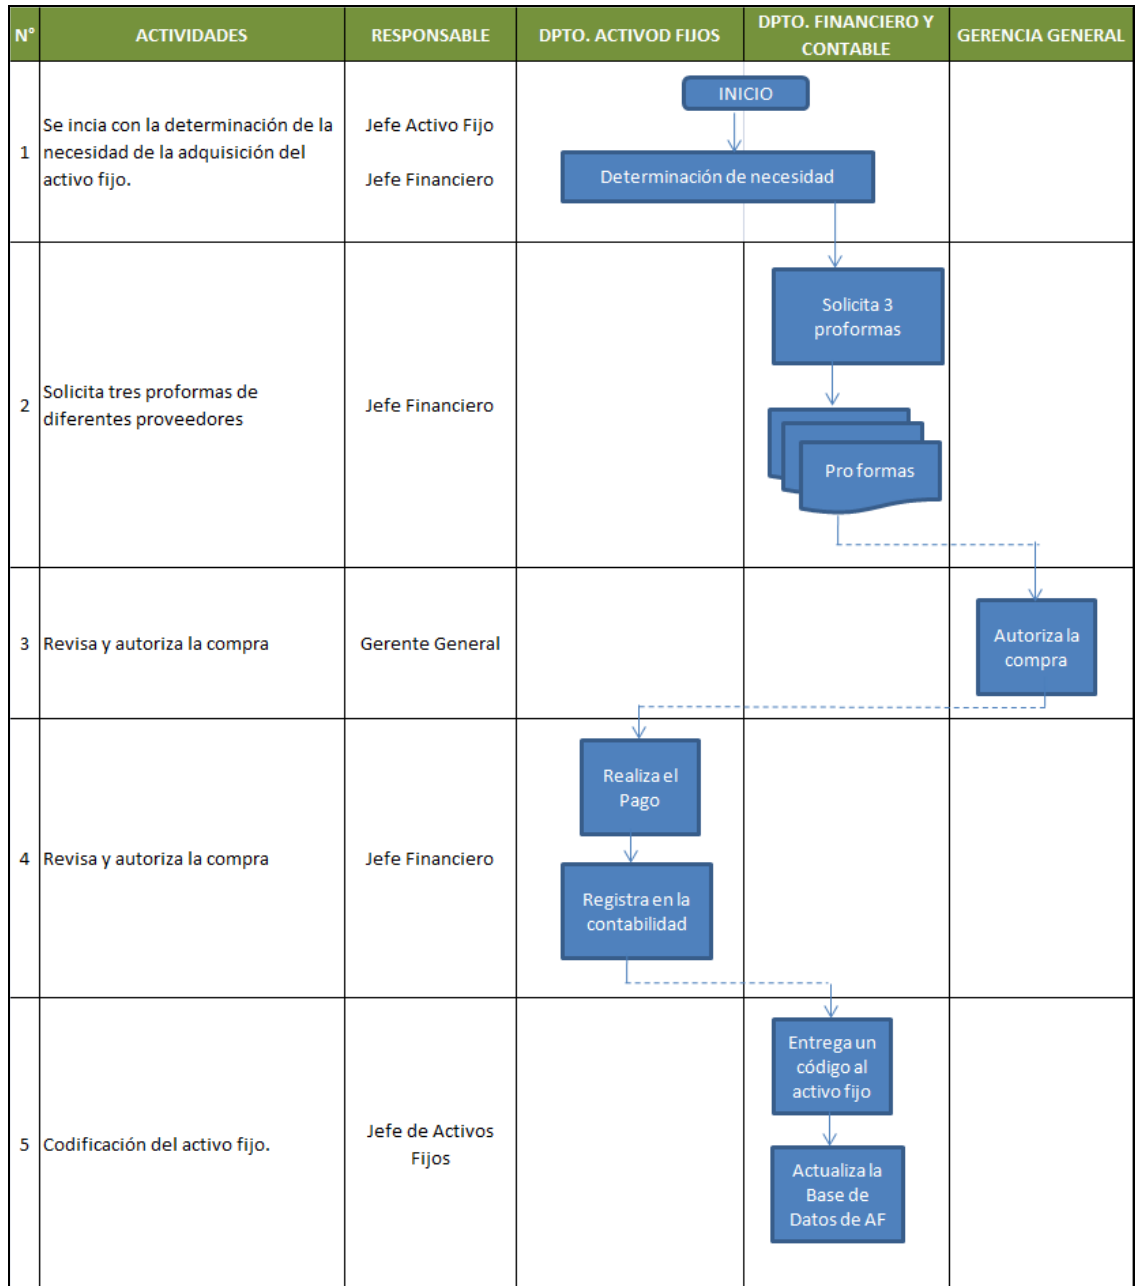 N°
ACTIVIDADES
RESPONSABLE
DPTO. ACTIVOD FIJOS
DPTO. FINANCIERO Y
CONTABLE
GERENCIA GENERAL
1
Se incia con la determinación de la
necesidad de la adquisición del
activo fijo.
Jefe Activo Fijo
Jefe Financiero
INICIO
Determinación de necesidad
2
Solicita tres proformas de
diferentes proveedores
Jefe Financiero
Solicita 3
proformas
Pro formas
3
Revisa y autoriza la compra
Gerente General
Autoriza la
compra
4
Revisa y autoriza la compra
Jefe Financiero
Realiza el
Pago
Registra en la
contabilidad
5
Codificación del activo fijo.
Jefe de Activos
Fijos
Entrega un
código al
activo fijo
Actualiza la
Base de
Datos de AF